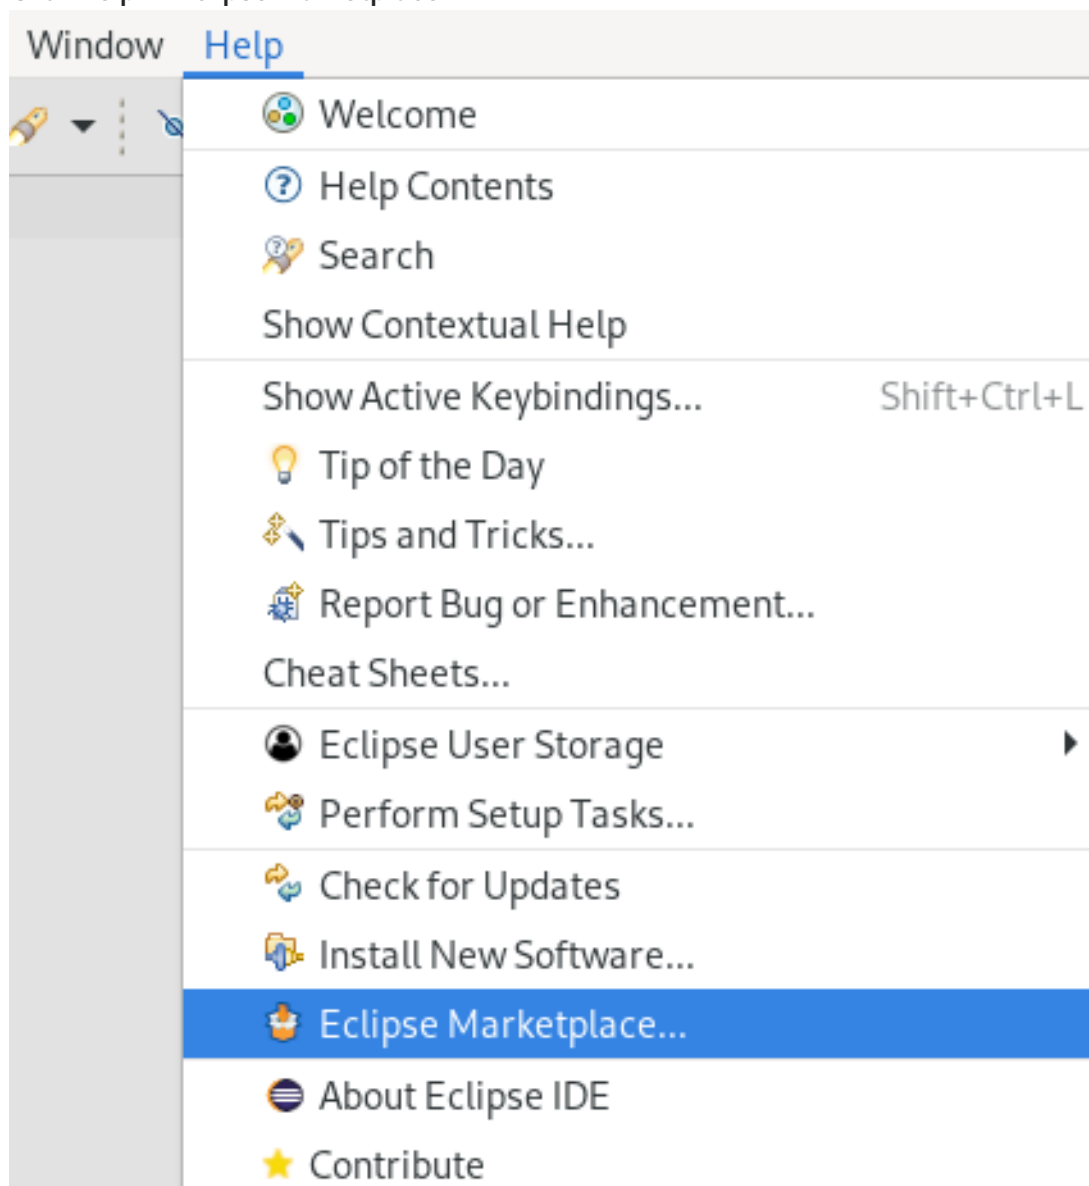 Window Help
Welcome
Help Contents
Search
Show Contextual Help
Show Active Keybindings... Shift+Ctrl+L
Tip of the Day
Tips and Tricks...
Report Bug or Enhancement...
Cheat Sheets...
Eclipse User Storage
Perform Setup Tasks...
Check for Updates
Install New Software...
Eclipse Marketplace...
About Eclipse IDE
Contribute